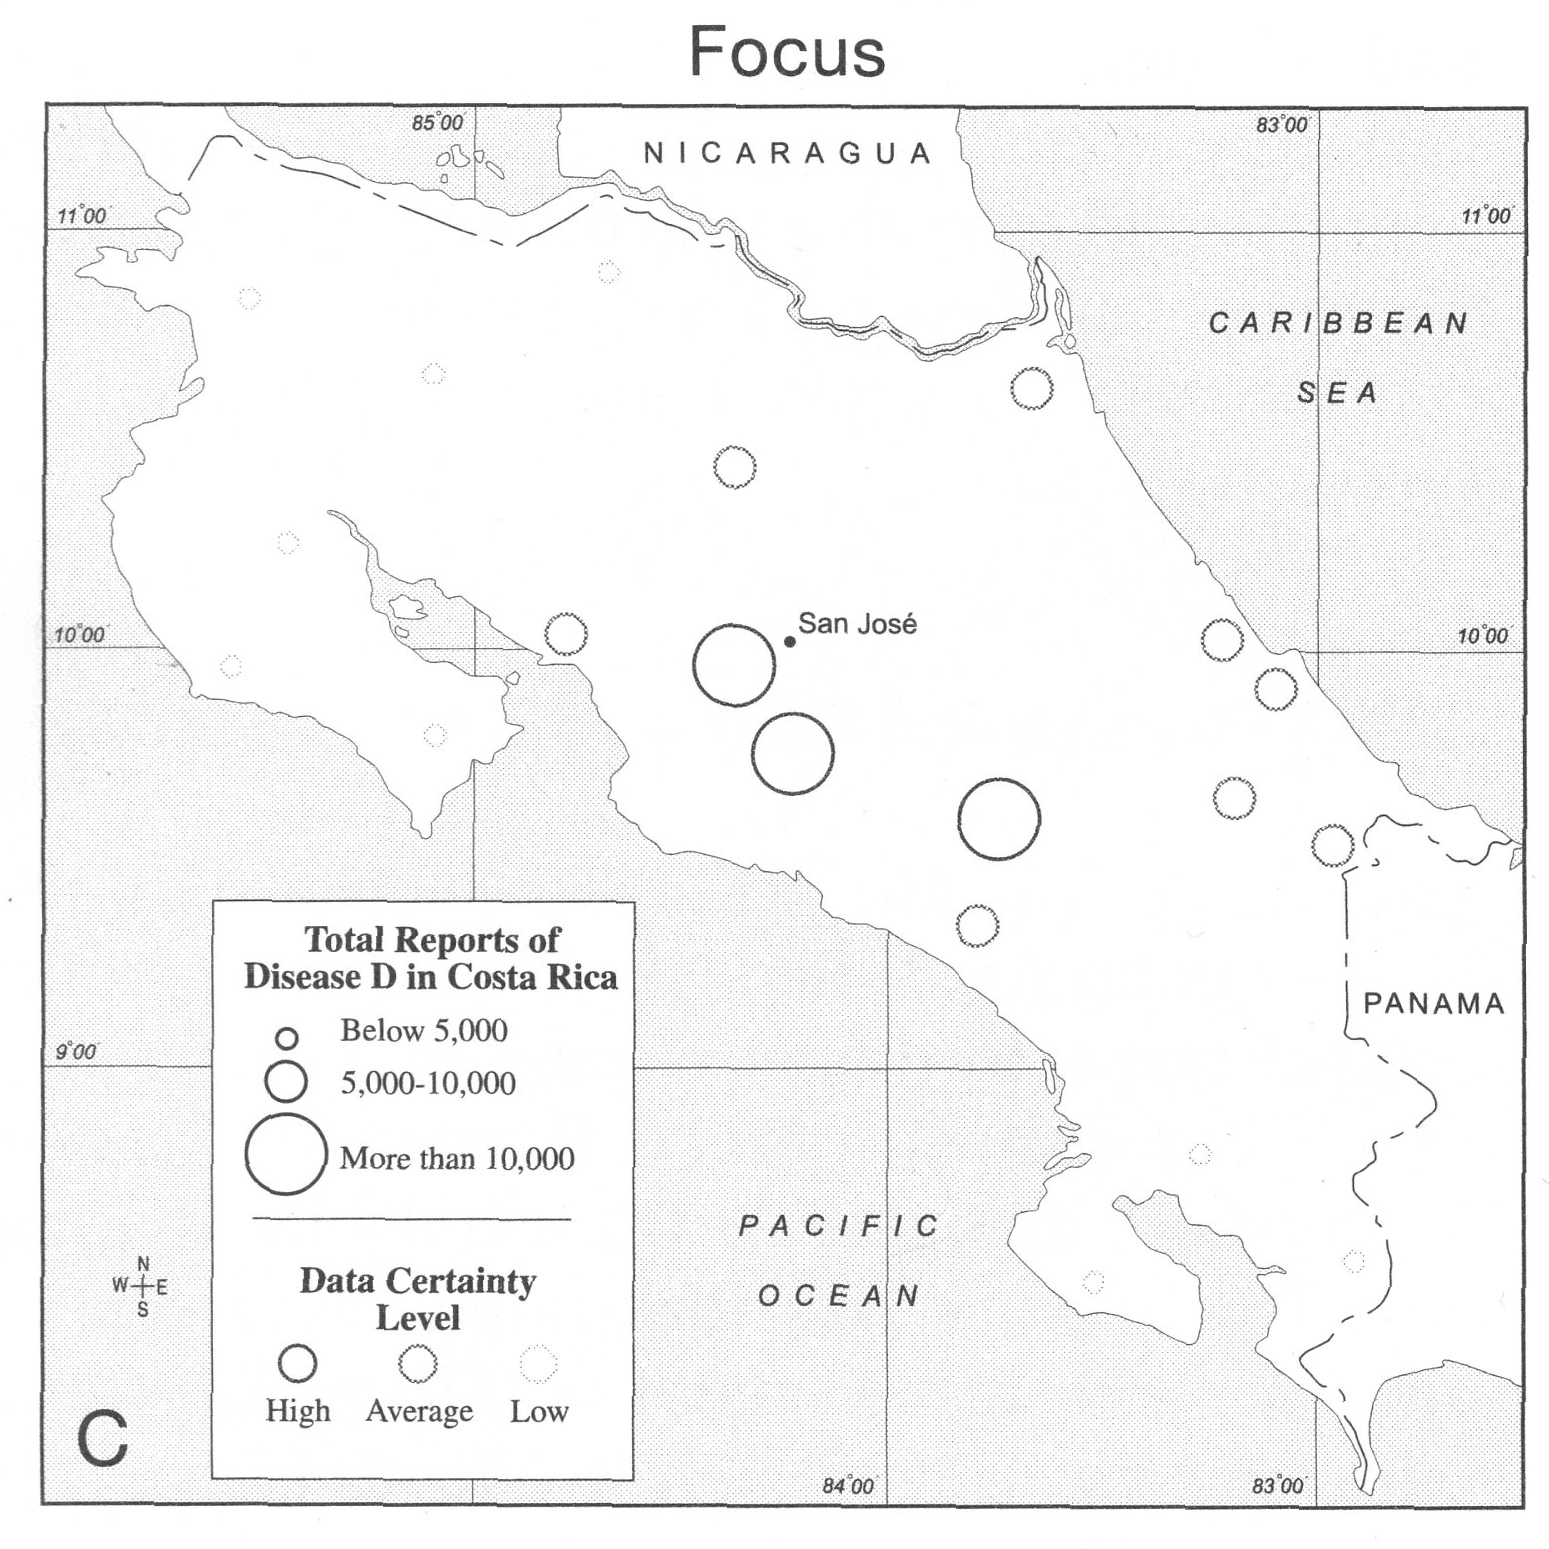 Focus
85°00'
NICARAGUA
83°00'
11°00'
11°00'
CARIBBEAN
SEA
San José
10°00'
10°00'
Total Reports of
Disease D in Costa Rica
Below 5,000
5,000-10,000
More than 10,000
PANAMA
9°00'
Data Certainty
Level
High Average Low
PACIFIC
OCEAN
N
W E
S
C
84°00'
83°00'